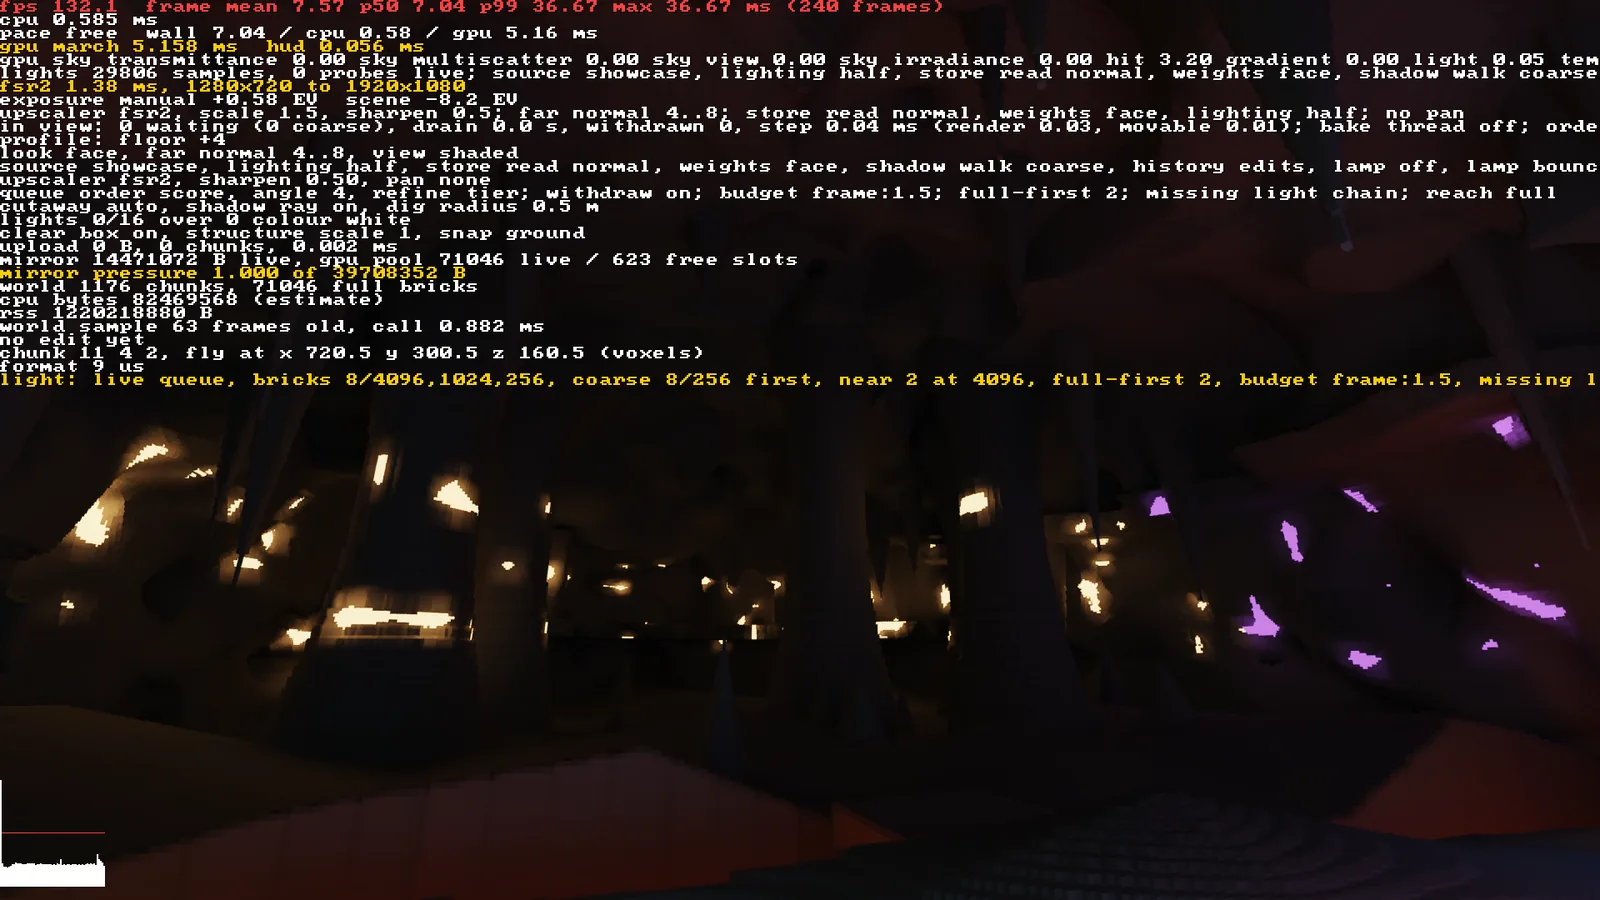 fps 132.1  frame mean 7.57 p50 7.04 p99 36.67 max 36.67 ms (240 frames)
cpu 0.585 ms
pace free  wall 7.04 / cpu 0.58 / gpu 5.16 ms
gpu march 5.158 ms  hud 0.056 ms
gpu sky transmittance 0.00 sky multiscatter 0.00 sky view 0.00 sky irradiance 0.00 hit 3.20 gradient 0.00 light 0.05 tem
lights 29806 samples, 0 probes live; source showcase, lighting half, store read normal, weights face, shadow walk coarse
fsr2 1.38 ms, 1280x720 to 1920x1080
exposure manual +0.58 EV  scene -8.2 EV
upscaler fsr2, scale 1.5, sharpen 0.5; far normal 4..8; store read normal, weights face, lighting half; no pan
in view: 0 waiting (0 coarse), drain 0.0 s, withdrawn 0, step 0.04 ms (render 0.03, movable 0.01); bake thread off; orde
profile: floor +4
look face, far normal 4..8, view shaded
source showcase, lighting half, store read normal, weights face, shadow walk coarse, history edits, lamp off, lamp bounc
upscaler fsr2, sharpen 0.50, pan none
queue order score, angle 4, refine tier; withdraw on; budget frame:1.5; full-first 2; missing light chain; reach full
cutaway auto, shadow ray on, dig radius 0.5 m
lights 0/16 over 0 colour white
clear box on, structure scale 1, snap ground
upload 0 B, 0 chunks, 0.002 ms
mirror 14471072 B live, gpu pool 71046 live / 623 free slots
mirror pressure 1.000 of 39708352 B
world 1176 chunks, 71046 full bricks
cpu bytes 82469568 (estimate)
rss 1220218880 B
world sample 63 frames old, call 0.882 ms
no edit yet
chunk 11 4 2, fly at x 720.5 y 300.5 z 160.5 (voxels)
format 9 us
light: live queue, bricks 8/4096,1024,256, coarse 8/256 first, near 2 at 4096, full-first 2, budget frame:1.5, missing l